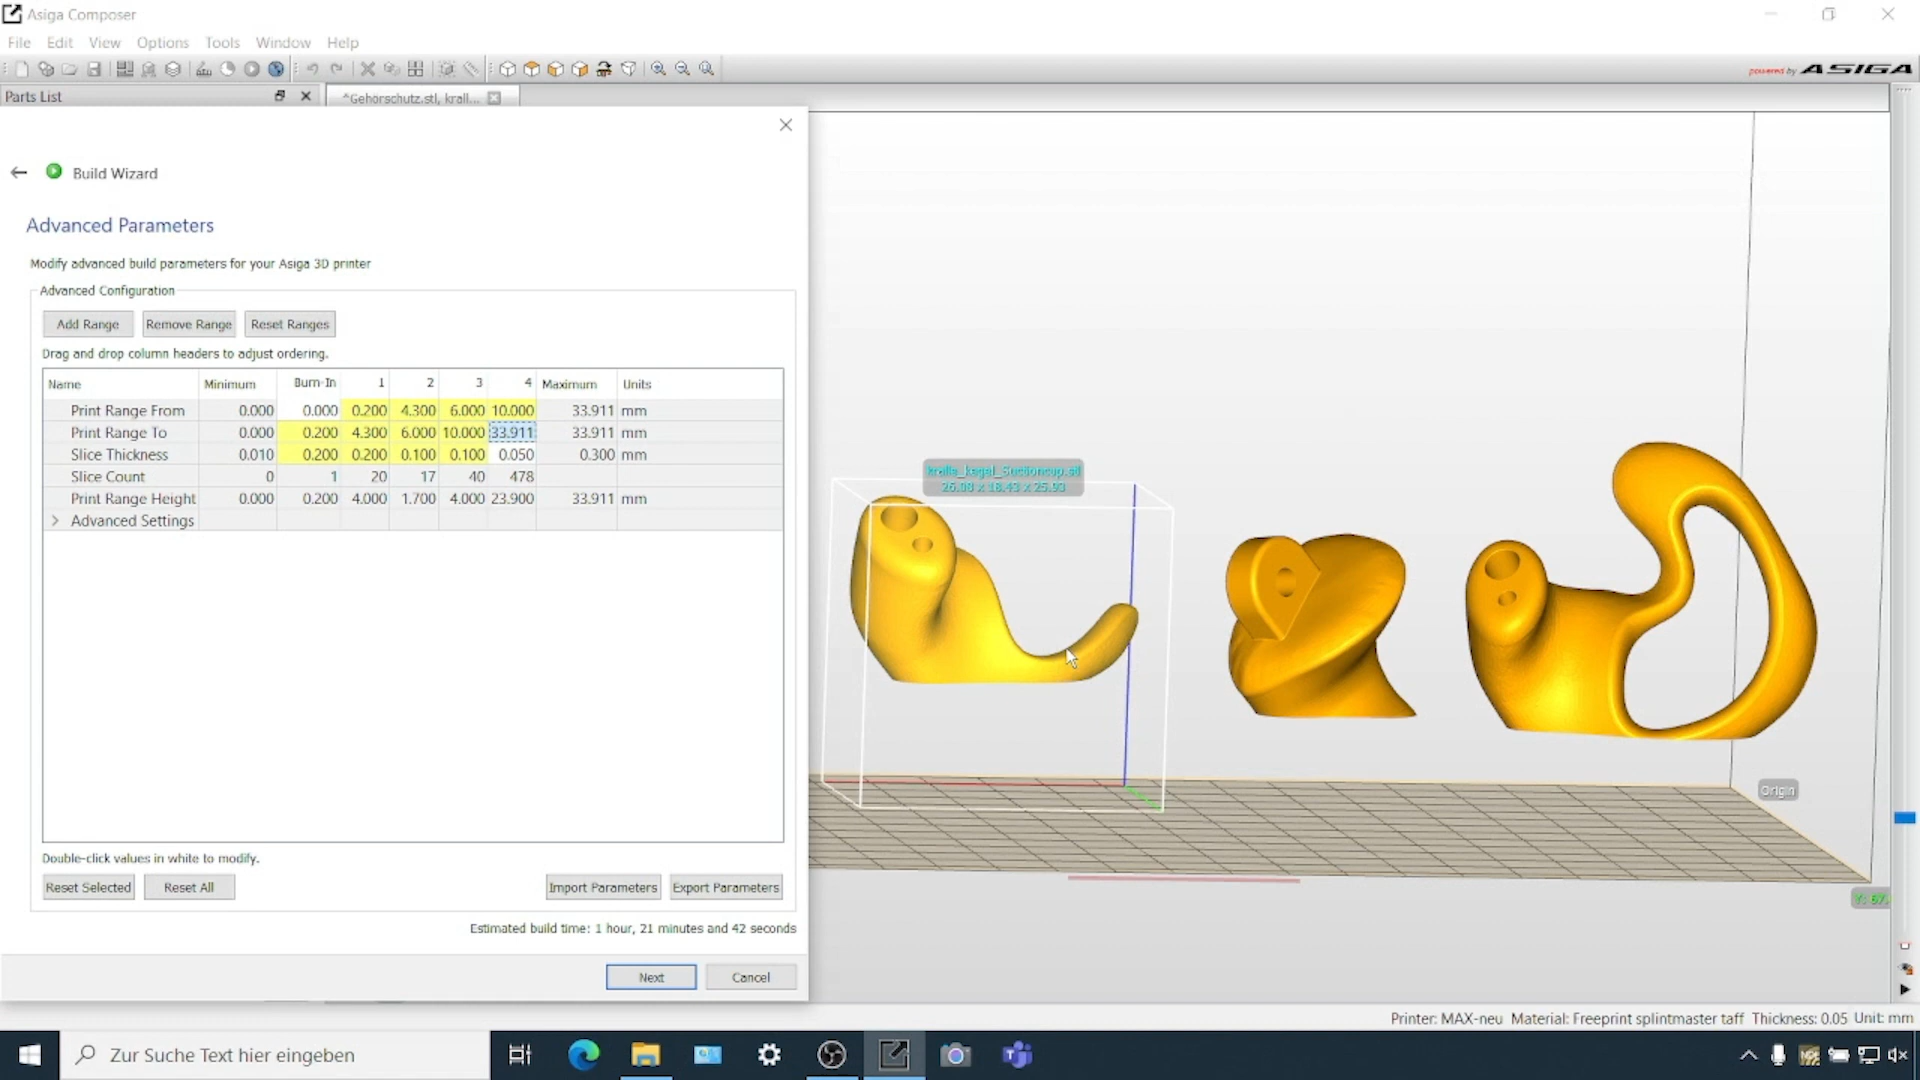 Asiga Composer
File Edit View Options Tools Window Help
powered by ASIGA
Parts List
*Gehörschutz.stl, krall...
Build Wizard
Advanced Parameters
Modify advanced build parameters for your Asiga 3D printer
Advanced Configuration
Add Range Remove Range Reset Ranges
Drag and drop column headers to adjust ordering.
Name Minimum Burn-In 1 2 3 4 Maximum Units
Print Range From 0.000 0.000 0.200 4.300 6.000 10.000 33.911 mm
Print Range To 0.000 0.200 4.300 6.000 10.000 33.911 33.911 mm
Slice Thickness 0.010 0.200 0.200 0.100 0.100 0.050 0.300 mm
Slice Count 0 1 20 17 40 478
Print Range Height 0.000 0.200 4.000 1.700 4.000 23.900 33.911 mm
Advanced Settings
Double-click values in white to modify.
Reset Selected Reset All Import Parameters Export Parameters
Estimated build time: 1 hour, 21 minutes and 42 seconds
Next Cancel
Origin
Printer: MAX-neu Material: Freeprint splintmaster taff Thickness: 0.05 Unit: mm
Zur Suche Text hier eingeben